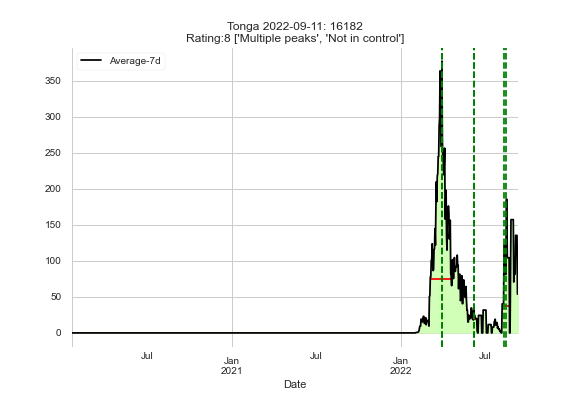 Tonga 2022-09-11: 16182
Rating:8 ['Multiple peaks', 'Not in control']
Average-7d
350
300
250
200
150
100
50
0
Jul
Jan
2021
Jul
Jan
2022
Jul
Date